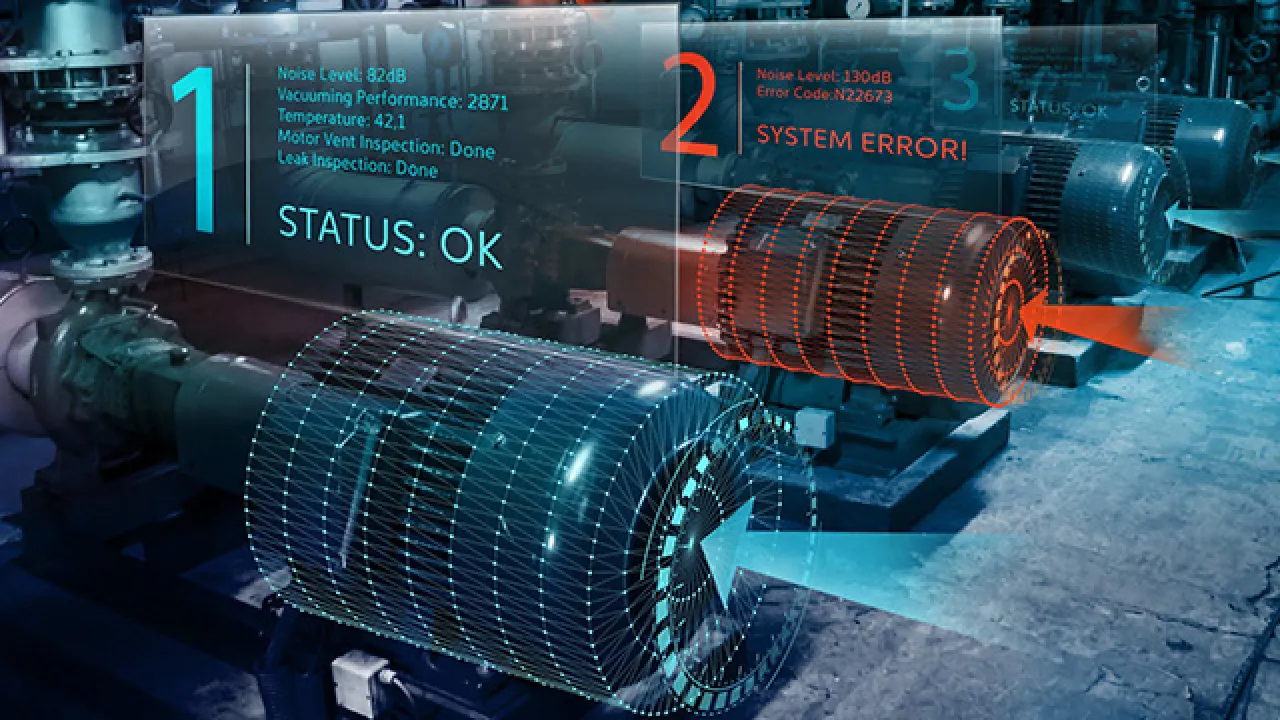 1
Noise Level: 82dB
Vacuuming Performance: 2871
Temperature: 42,1
Motor Vent Inspection: Done
Leak Inspection: Done
STATUS: OK
2
Noise Level: 130dB
Error Code:N22673
SYSTEM ERROR!
3
STATUS: OK